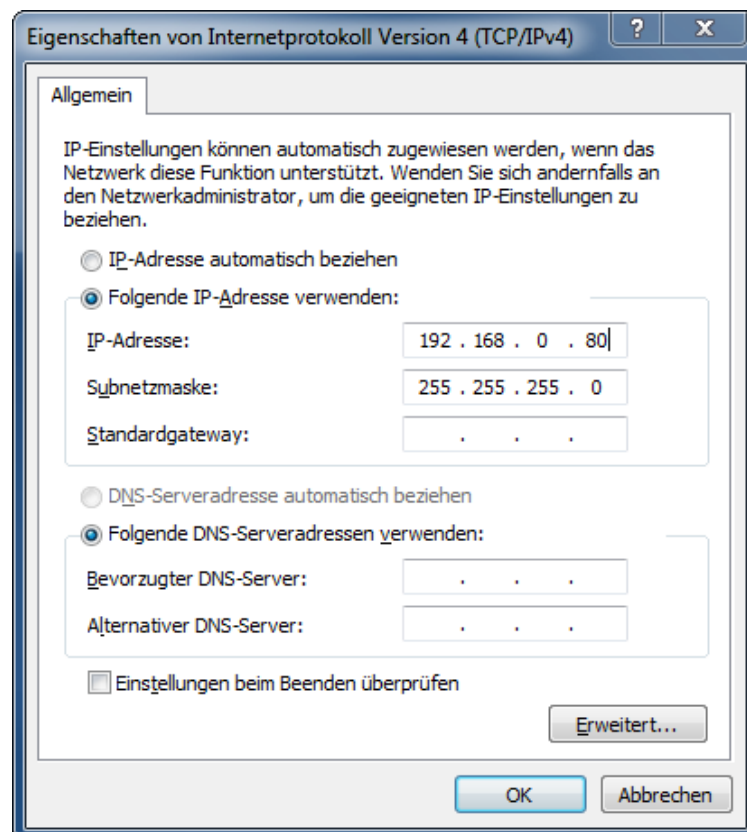 Eigenschaften von Internetprotokoll Version 4 (TCP/IPv4)
? X
Allgemein
IP-Einstellungen können automatisch zugewiesen werden, wenn das
Netzwerk diese Funktion unterstützt. Wenden Sie sich andernfalls an
den Netzwerkadministrator, um die geeigneten IP-Einstellungen zu
beziehen.
IP-Adresse automatisch beziehen
Folgende IP-Adresse verwenden:
IP-Adresse: 192 . 168 . 0 . 80
Subnetzmaske: 255 . 255 . 255 . 0
Standardgateway: . . .
DNS-Serveradresse automatisch beziehen
Folgende DNS-Serveradressen verwenden:
Bevorzugter DNS-Server: . . .
Alternativer DNS-Server: . . .
Einstellungen beim Beenden überprüfen
Erweitert...
OK Abbrechen